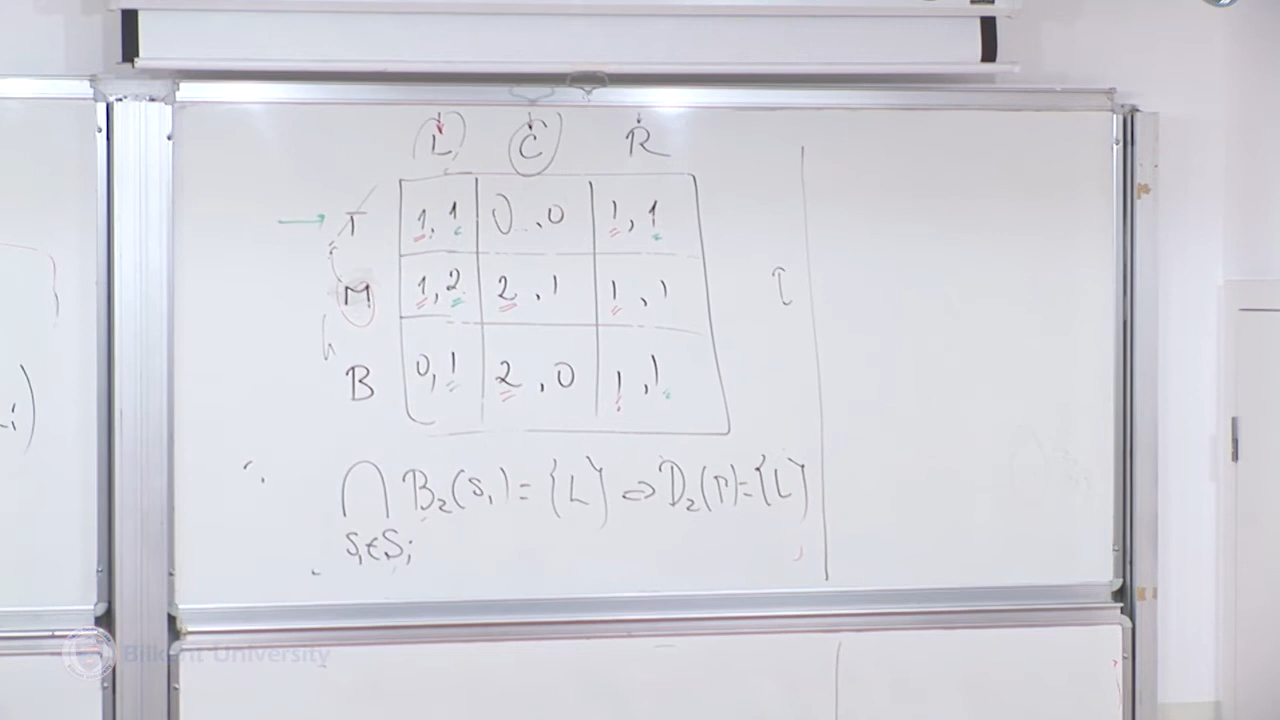 L C R
T 1,1 0,0 1,1
M 1,2 2,1 1,1
B 0,1 2,0 1,1
⋂ B₂(s₁) = {L} ⇒ D₂(Γ) = {L}
s₁∈S₁
Bilkent University